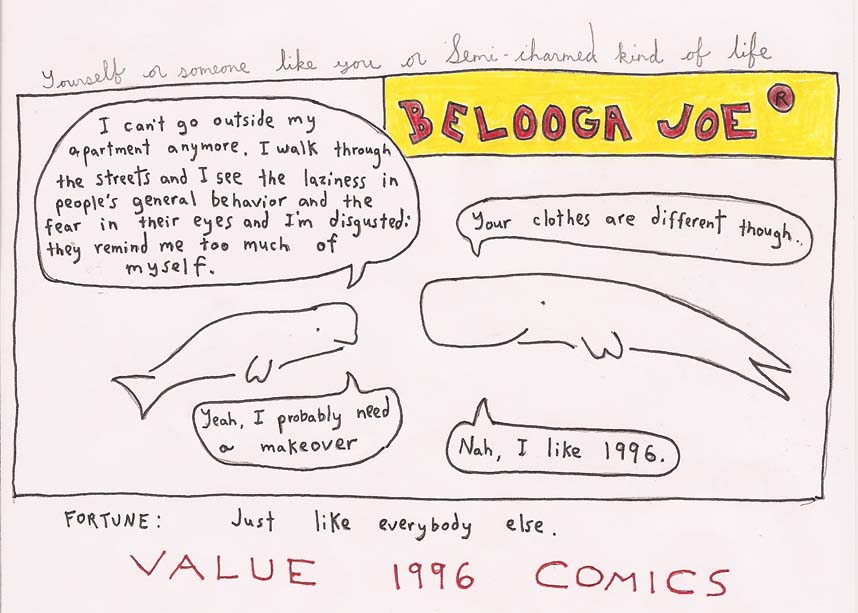 Yourself or someone like you or Semi-charmed kind of life
BELOOGA JOE ®
I can't go outside my
apartment anymore. I walk through
the streets and I see the laziness in
people's general behavior and the
fear in their eyes and I'm disgusted:
they remind me too much of
myself.
Your clothes are different though..
Yeah, I probably need
a makeover
Nah, I like 1996.
FORTUNE: Just like everybody else.
VALUE 1996 COMICS